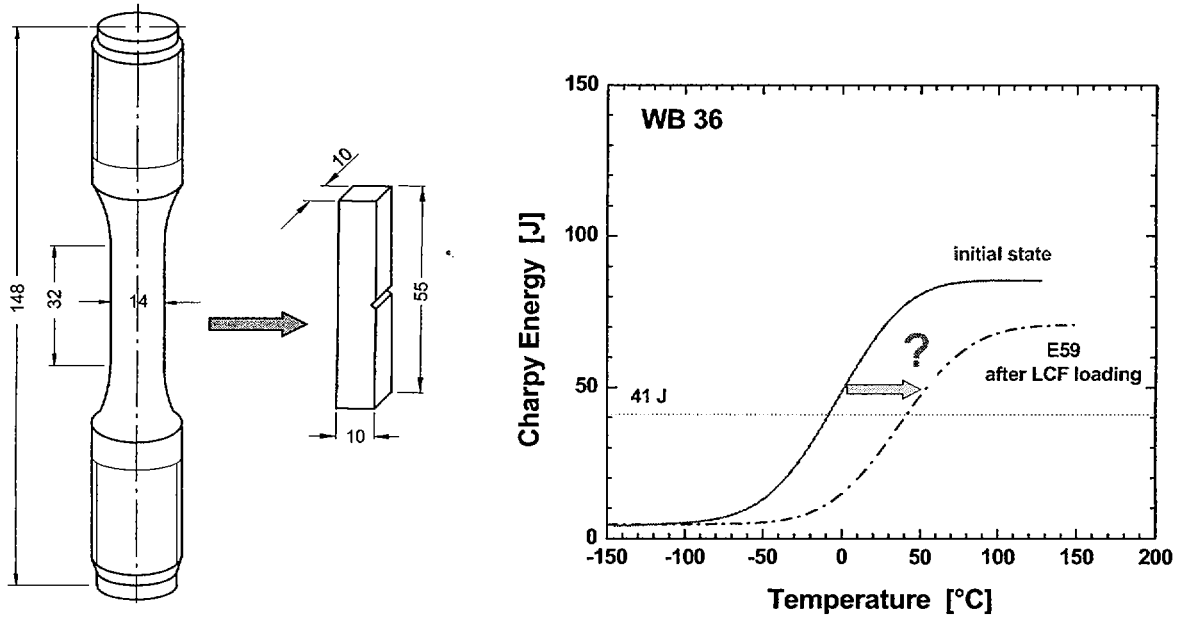 148
32
14
10
55
10
WB 36
Charpy Energy [J]
150
100
50
0
initial state
?
E59
after LCF loading
41 J
-150 -100 -50 0 50 100 150 200
Temperature [°C]